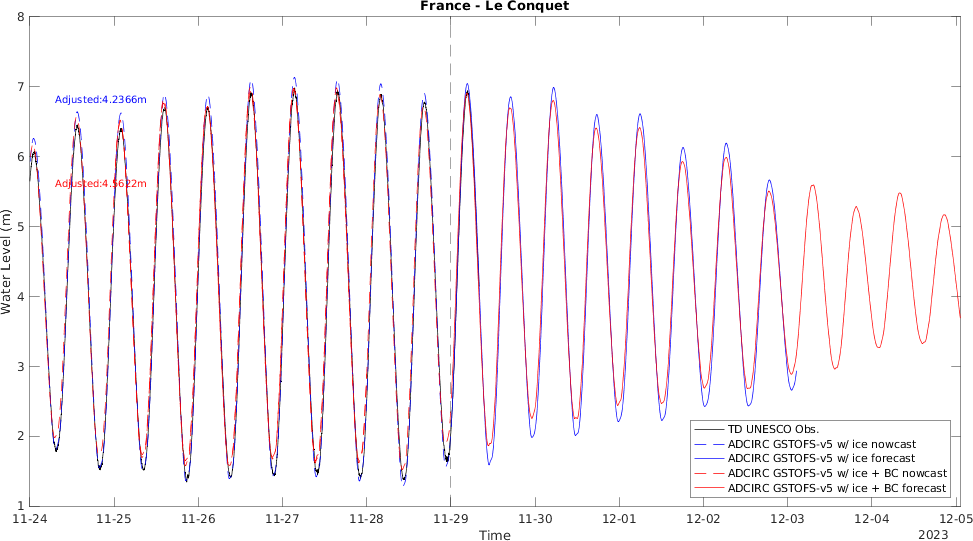 France - Le Conquet
8
7
6
5
4
3
2
1
Water Level (m)
Adjusted:4.2366m
Adjusted:4.5622m
TD UNESCO Obs.
ADCIRC GSTOFS-v5 w/ ice nowcast
ADCIRC GSTOFS-v5 w/ ice forecast
ADCIRC GSTOFS-v5 w/ ice + BC nowcast
ADCIRC GSTOFS-v5 w/ ice + BC forecast
11-24 11-25 11-26 11-27 11-28 11-29 11-30 12-01 12-02 12-03 12-04 12-05
Time
2023